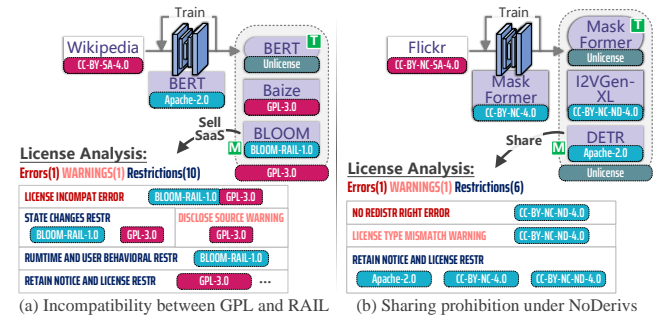 Train
Wikipedia
CC-BY-SA-4.0
BERT
Apache-2.0
BERT
T
Unlicense
Baize
GPL-3.0
BLOOM
BLOOM-RAIL-1.0
M
GPL-3.0
Sell
SaaS
License Analysis:
Errors(1) WARNINGS(1) Restrictions(10)
LICENSE INCOMPAT ERROR BLOOM-RAIL-1.0 GPL-3.0
STATE CHANGES RESTR DISCLOSE SOURCE WARNING
BLOOM-RAIL-1.0 GPL-3.0 GPL-3.0
RUMTIME AND USER BEHAVIORAL RESTR BLOOM-RAIL-1.0
RETAIN NOTICE AND LICENSE RESTR GPL-3.0 ...
(a) Incompatibility between GPL and RAIL
Train
Flickr
CC-BY-NC-SA-4.0
Mask
Former
CC-BY-NC-4.0
Mask
Former
T
Unlicense
I2VGen-
XL
CC-BY-NC-ND-4.0
DETR
Apache-2.0
M
Unlicense
Share
License Analysis:
Errors(1) WARNING(1) Restrictions(6)
NO REDISTR RIGHT ERROR CC-BY-NC-ND-4.0
LICENSE TYPE MISMATCH WARNING CC-BY-NC-ND-4.0
RETAIN NOTICE AND LICENSE RESTR
Apache-2.0 CC-BY-NC-4.0 CC-BY-NC-ND-4.0
(b) Sharing prohibition under NoDerivs